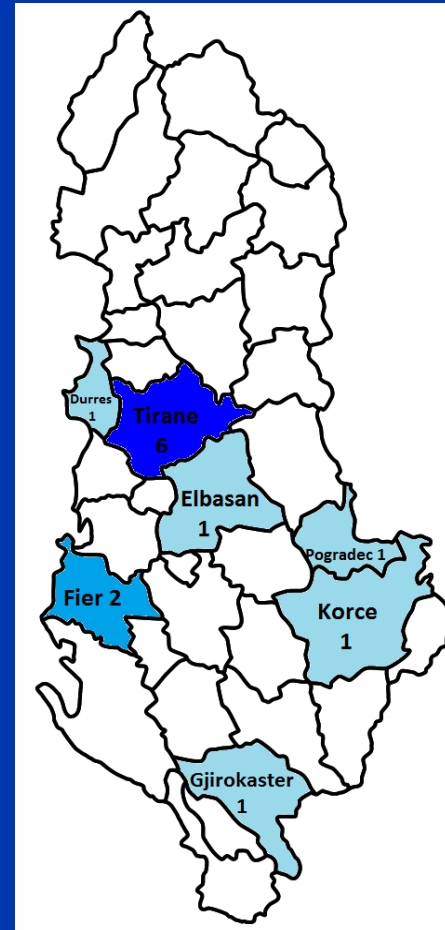 Durres
1
Tirane
6
Elbasan
1
Pogradec 1
Fier 2
Korce
1
Gjirokaster
1